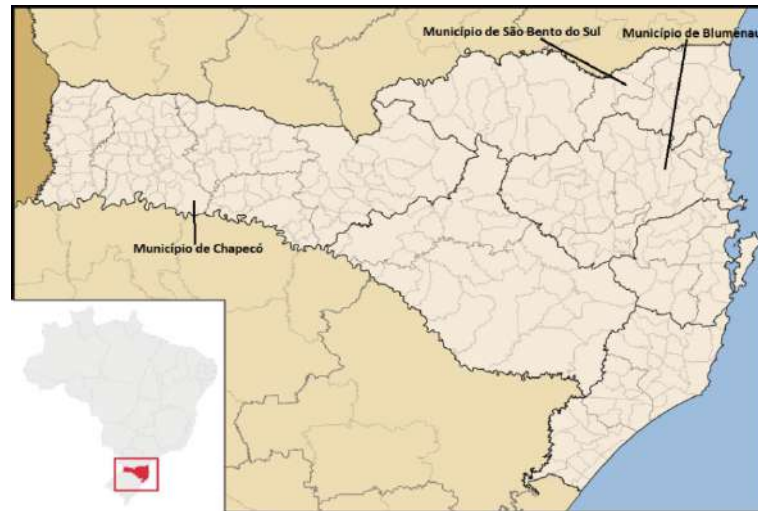 Município de São Bento do Sul
Município de Blumenau
Município de Chapecó